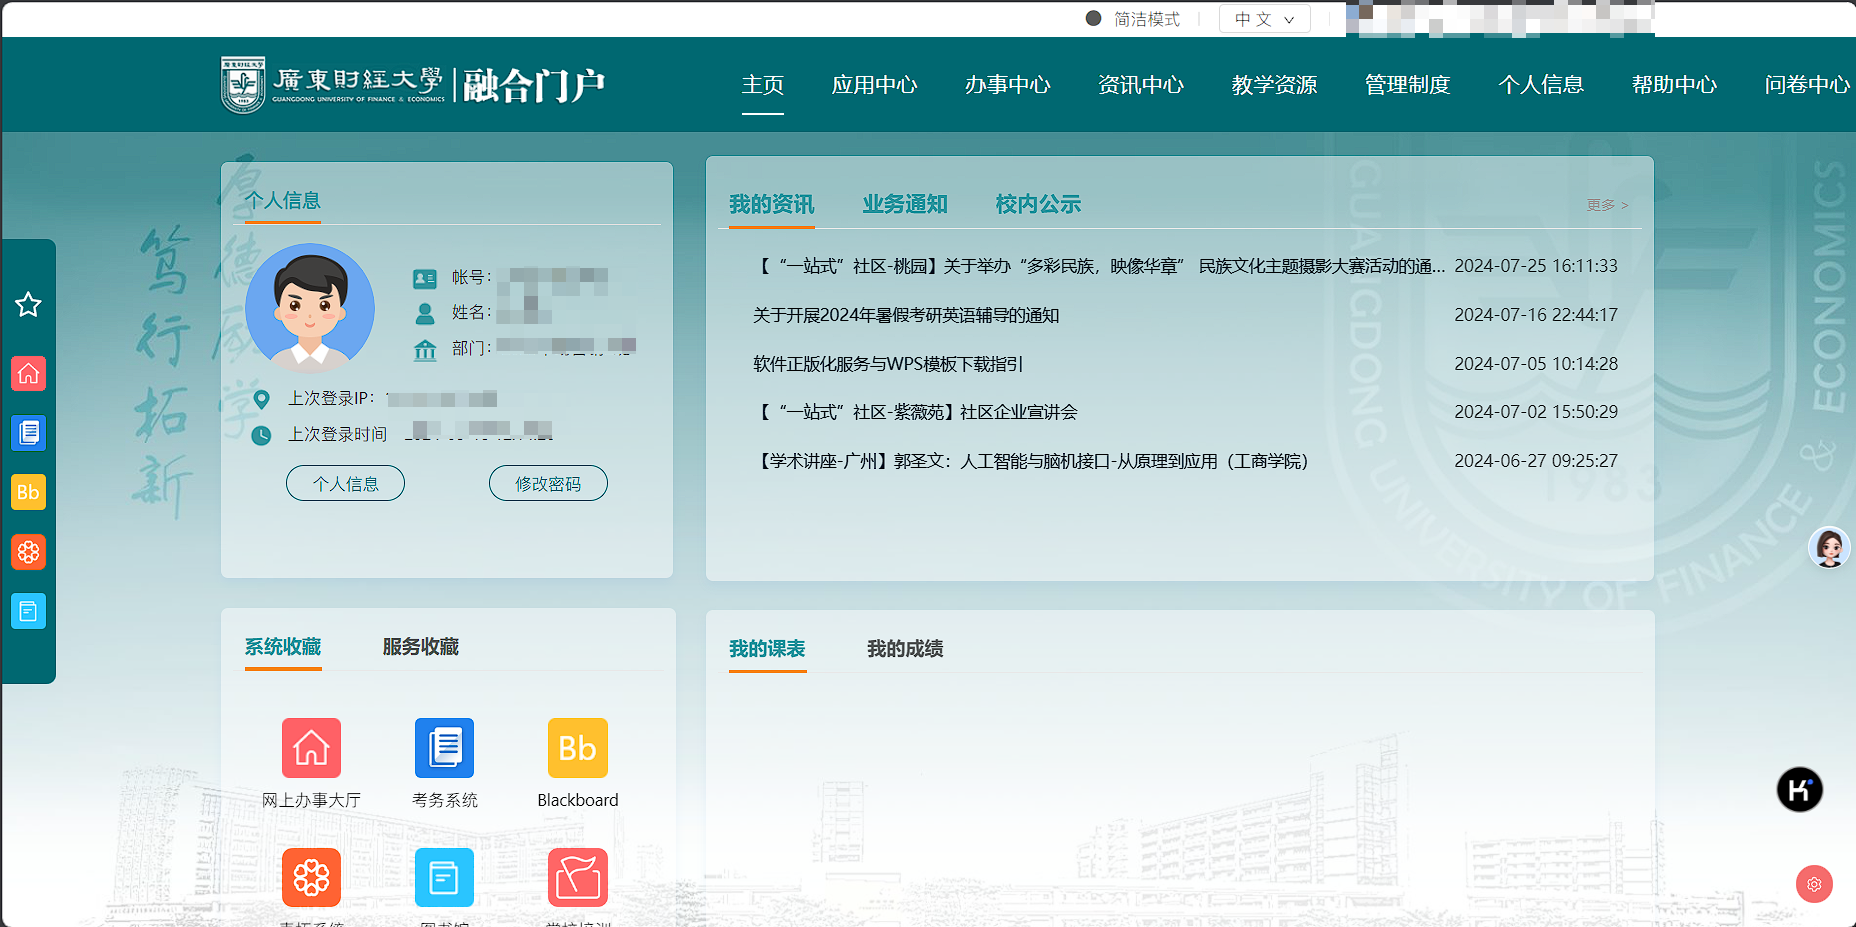 简洁模式
中文
廣東財經大學 融合门户
GUANGDONG UNIVERSITY OF FINANCE & ECONOMICS
主页 应用中心 办事中心 资讯中心 教学资源 管理制度 个人信息 帮助中心 问卷中心
厚德励学
笃行拓新
个人信息
帐号：
姓名：
部门：
上次登录IP：
上次登录时间
个人信息 修改密码
我的资讯 业务通知 校内公示 更多 >
【“一站式”社区-桃园】关于举办“多彩民族，映像华章” 民族文化主题摄影大赛活动的通... 2024-07-25 16:11:33
关于开展2024年暑假考研英语辅导的通知 2024-07-16 22:44:17
软件正版化服务与WPS模板下载指引 2024-07-05 10:14:28
【“一站式”社区-紫薇苑】社区企业宣讲会 2024-07-02 15:50:29
【学术讲座-广州】郭圣文：人工智能与脑机接口-从原理到应用（工商学院） 2024-06-27 09:25:27
GUAIGDONG UNIVERSITY OF FINANCE & ECONOMICS
1983
Bb
系统收藏 服务收藏
Bb
网上办事大厅 考务系统 Blackboard
我的课表 我的成绩